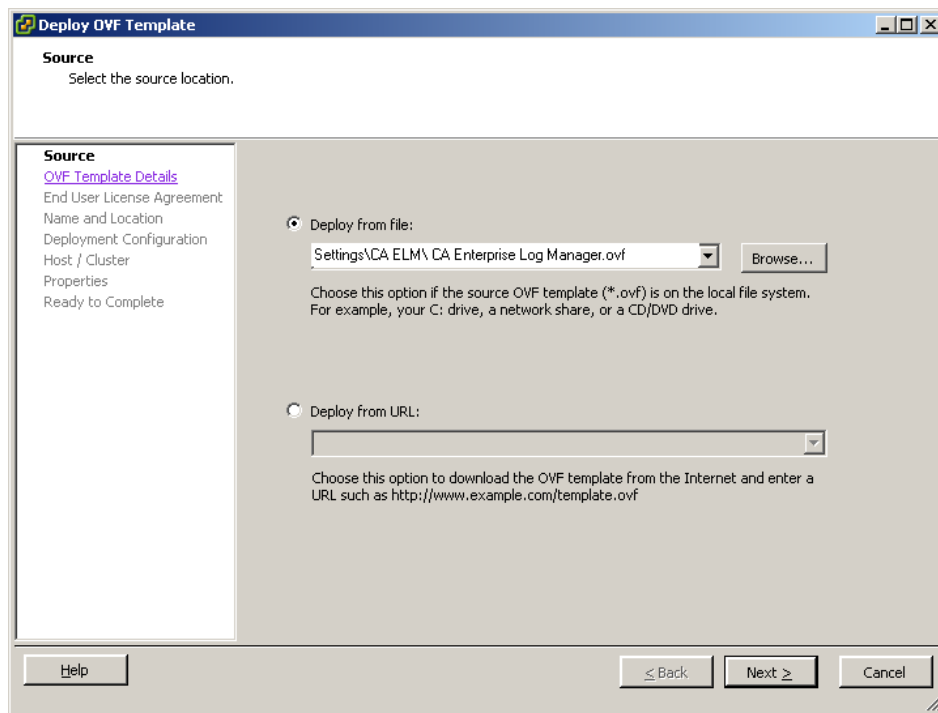 Deploy OVF Template
Source
Select the source location.
Source
OVF Template Details
End User License Agreement
Name and Location
Deployment Configuration
Host / Cluster
Properties
Ready to Complete
Deploy from file:
Settings\CA ELM\ CA Enterprise Log Manager.ovf
Browse...
Choose this option if the source OVF template (*.ovf) is on the local file system.
For example, your C: drive, a network share, or a CD/DVD drive.
Deploy from URL:
Choose this option to download the OVF template from the Internet and enter a
URL such as http://www.example.com/template.ovf
Help
< Back
Next >
Cancel